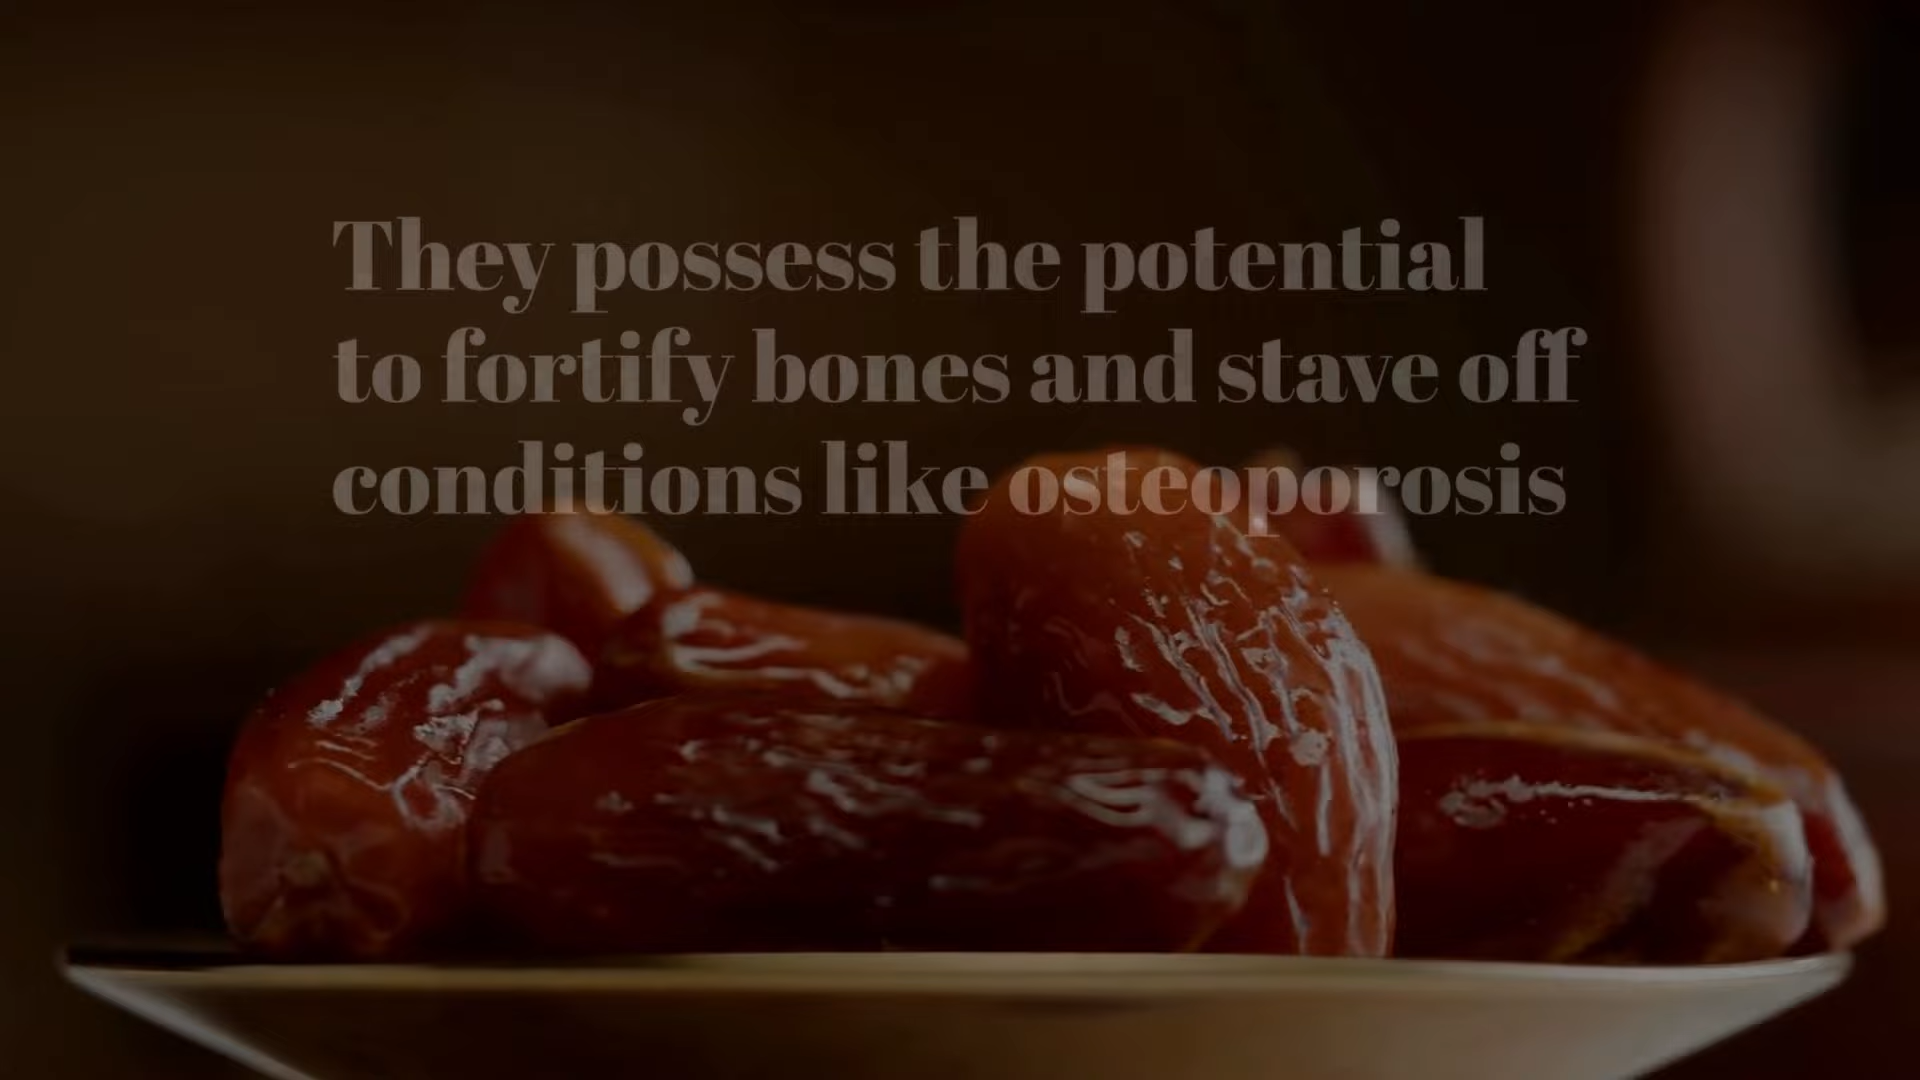 They possess the potential
to fortify bones and stave off
conditions like osteoporosis